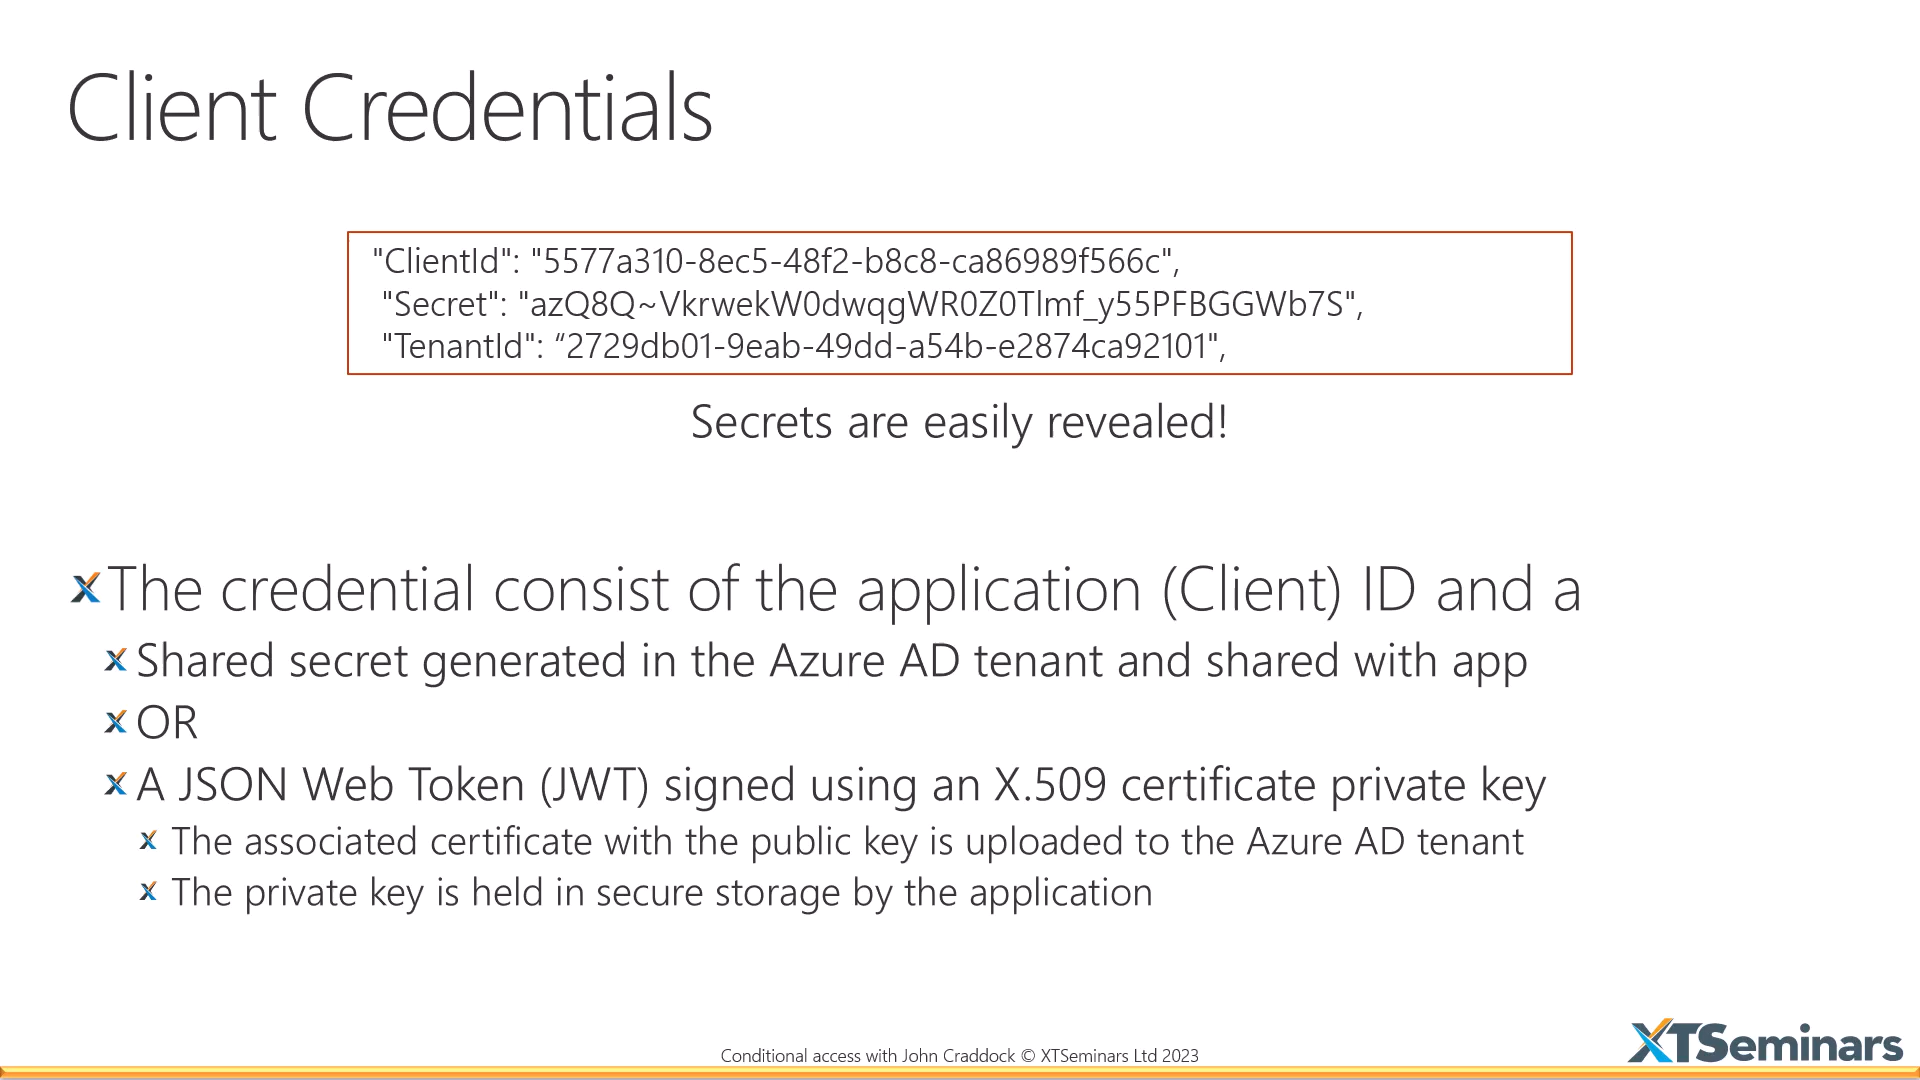 Client Credentials
"ClientId": "5577a310-8ec5-48f2-b8c8-ca86989f566c",
"Secret": "azQ8Q~VkrwekW0dwqgWR0Z0Tlmf_y55PFBGGWb7S",
"TenantId": “2729db01-9eab-49dd-a54b-e2874ca92101",
Secrets are easily revealed!
The credential consist of the application (Client) ID and a
Shared secret generated in the Azure AD tenant and shared with app
OR
A JSON Web Token (JWT) signed using an X.509 certificate private key
The associated certificate with the public key is uploaded to the Azure AD tenant
The private key is held in secure storage by the application
Conditional access with John Craddock © XTSeminars Ltd 2023
XTSeminars